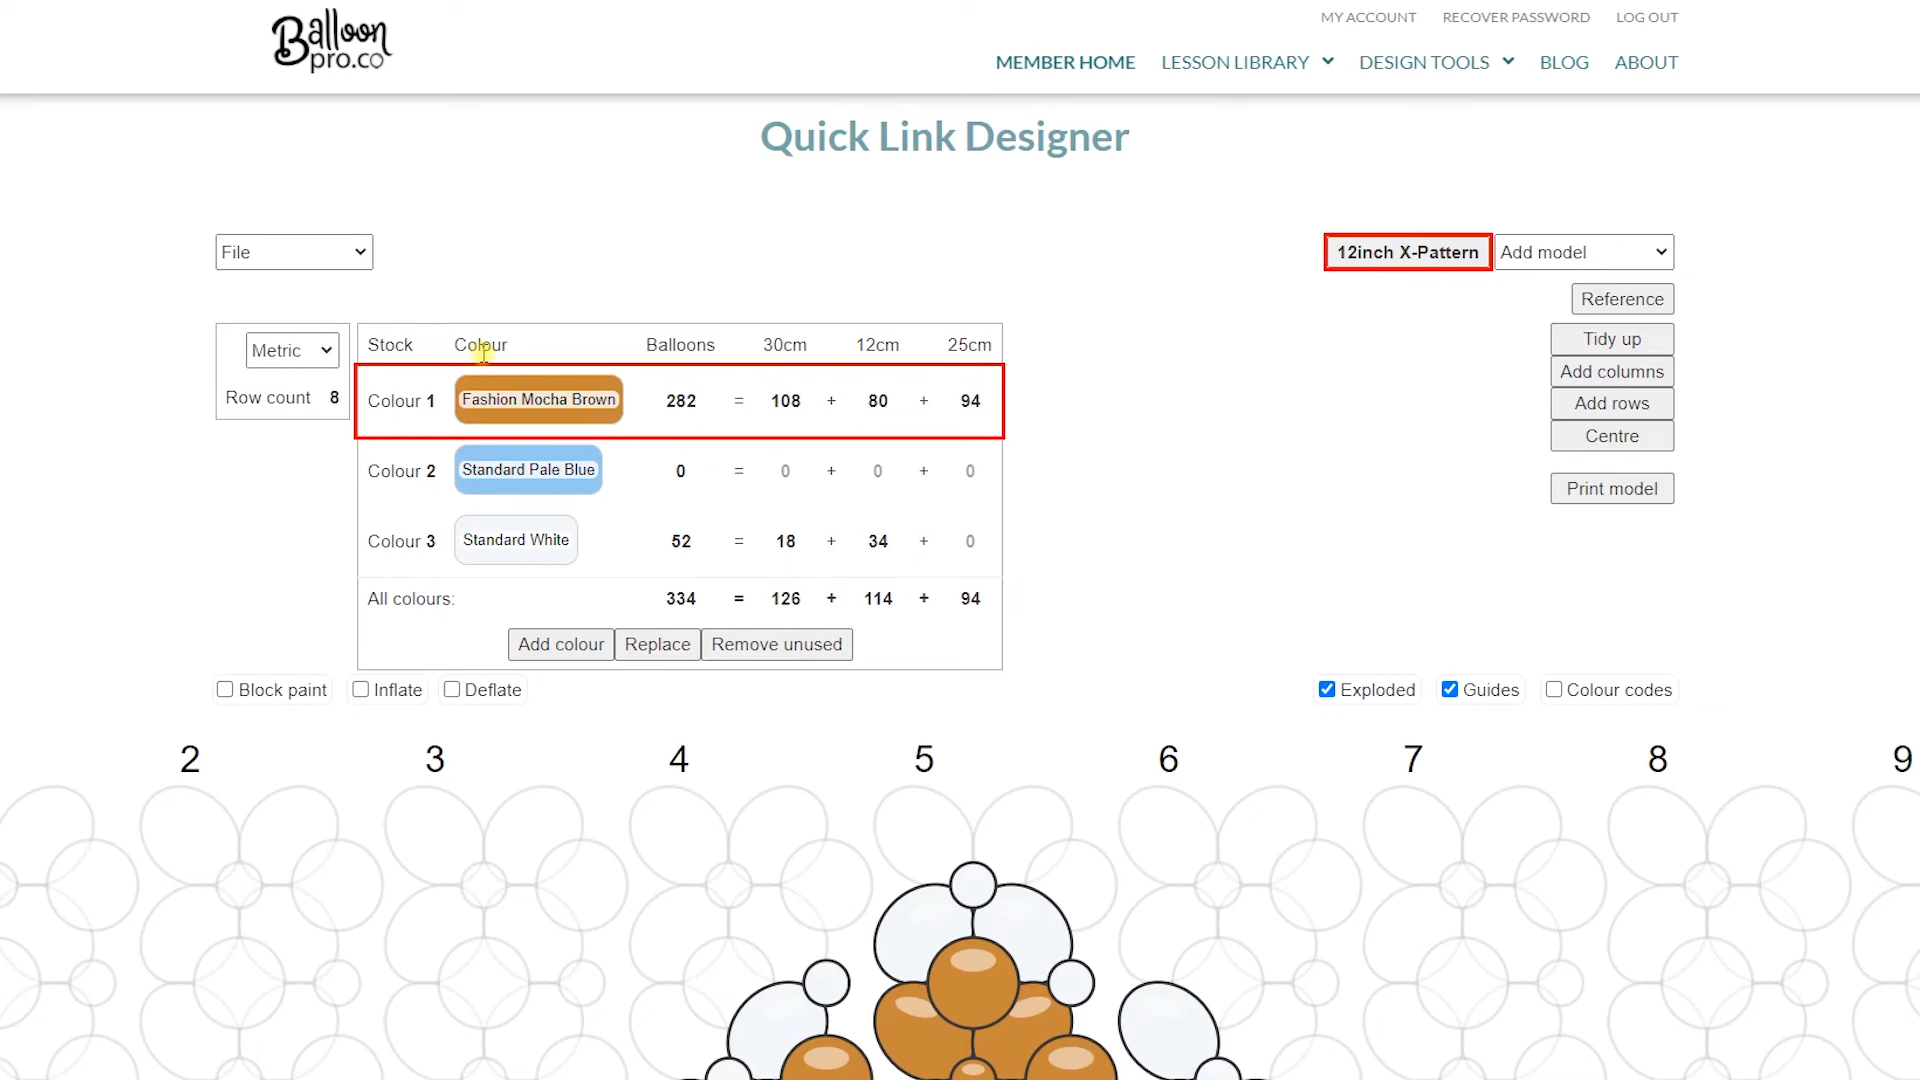 Balloon
pro.co
MY ACCOUNT RECOVER PASSWORD LOG OUT
MEMBER HOME LESSON LIBRARY DESIGN TOOLS BLOG ABOUT
Quick Link Designer
File
12inch X-Pattern Add model
Reference
Metric
Row count 8
Stock Colour Balloons 30cm 12cm 25cm
Colour 1 Fashion Mocha Brown 282 = 108 + 80 + 94
Colour 2 Standard Pale Blue 0 = 0 + 0 + 0
Colour 3 Standard White 52 = 18 + 34 + 0
All colours: 334 = 126 + 114 + 94
Add colour Replace Remove unused
Tidy up
Add columns
Add rows
Centre
Print model
Block paint Inflate Deflate
Exploded Guides Colour codes
2 3 4 5 6 7 8 9